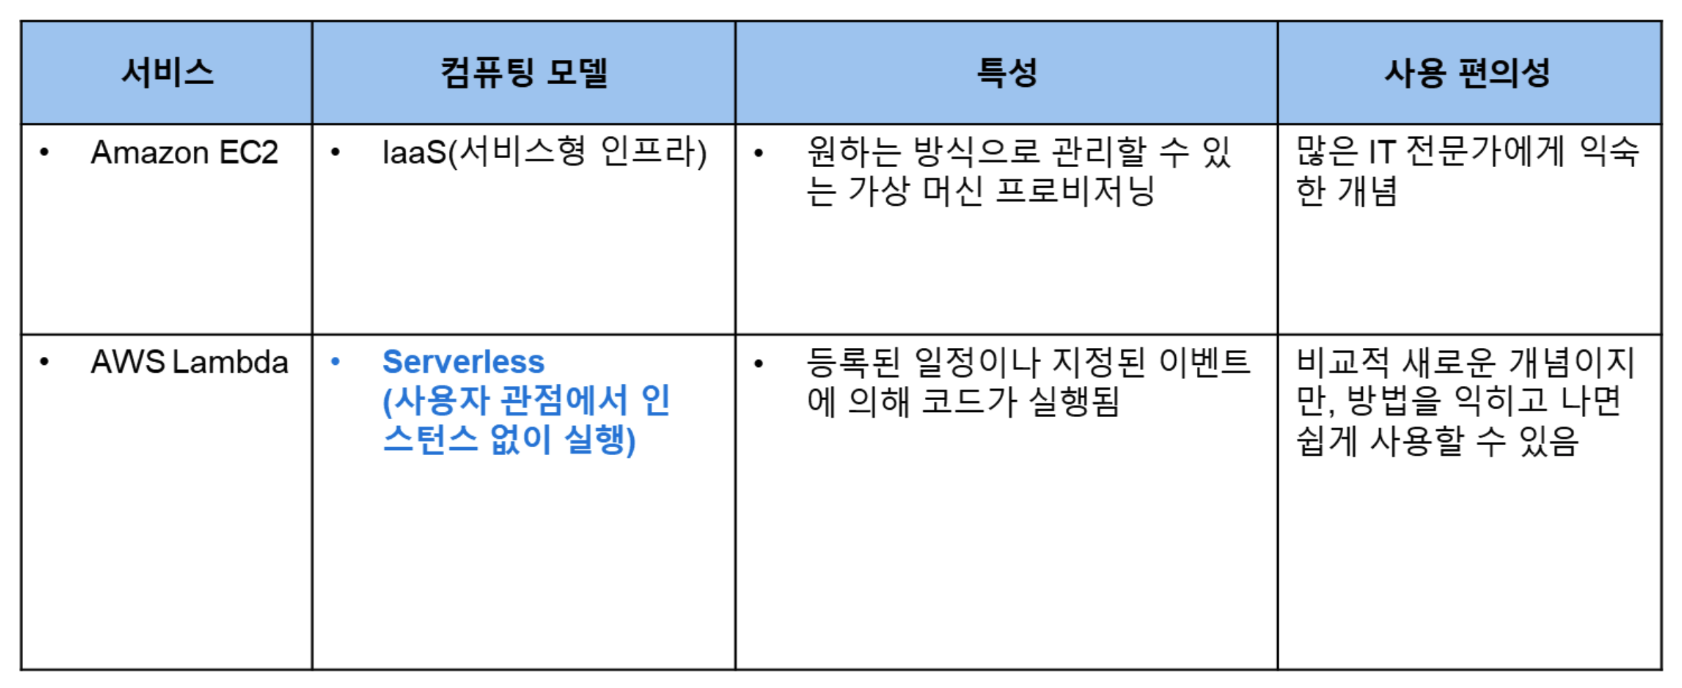 서비스
컴퓨팅 모델
특성
사용 편의성
• Amazon EC2
• IaaS(서비스형 인프라)
• 원하는 방식으로 관리할 수 있
는 가상 머신 프로비저닝
많은 IT 전문가에게 익숙
한 개념
• AWS Lambda
• Serverless
(사용자 관점에서 인
스턴스 없이 실행)
• 등록된 일정이나 지정된 이벤트
에 의해 코드가 실행됨
비교적 새로운 개념이지
만, 방법을 익히고 나면
쉽게 사용할 수 있음